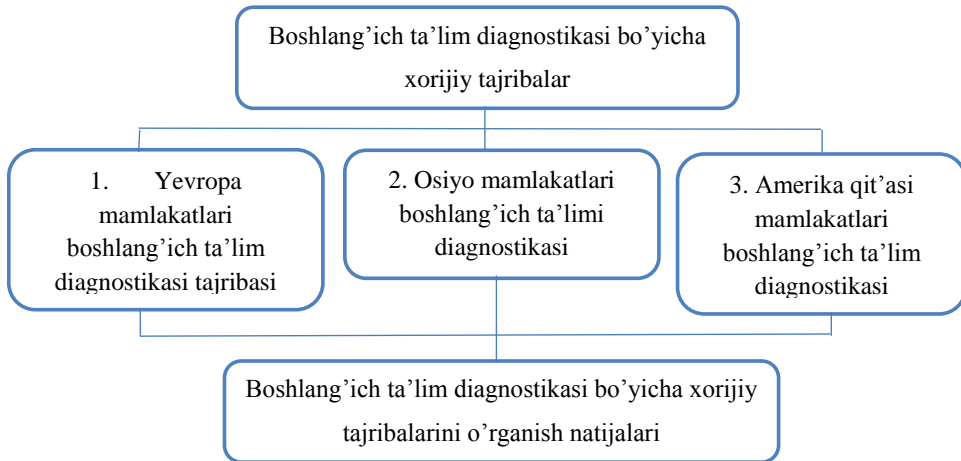 Boshlang’ich ta’lim diagnostikasi bo’yicha
xorijiy tajribalar
1. Yevropa
mamlakatlari
boshlang’ich ta’lim
diagnostikasi tajribasi
2. Osiyo mamlakatlari
boshlang’ich ta’limi
diagnostikasi
3. Amerika qit’asi
mamlakatlari
boshlang’ich ta’lim
diagnostikasi
Boshlang’ich ta’lim diagnostikasi bo’yicha xorijiy
tajribalarini o’rganish natijalari